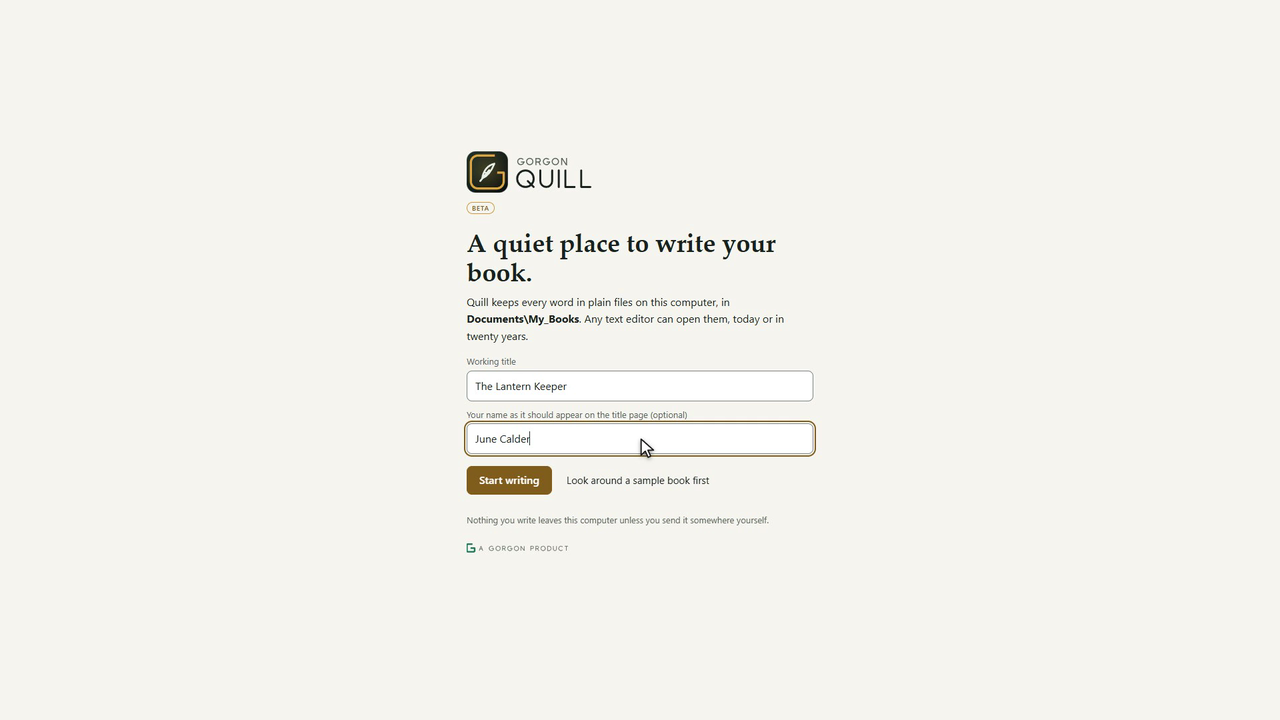 GORGON
QUILL
BETA
A quiet place to write your
book.
Quill keeps every word in plain files on this computer, in
Documents\My_Books. Any text editor can open them, today or in
twenty years.
Working title
The Lantern Keeper
Your name as it should appear on the title page (optional)
June Calder
Start writing
Look around a sample book first
Nothing you write leaves this computer unless you send it somewhere yourself.
A GORGON PRODUCT